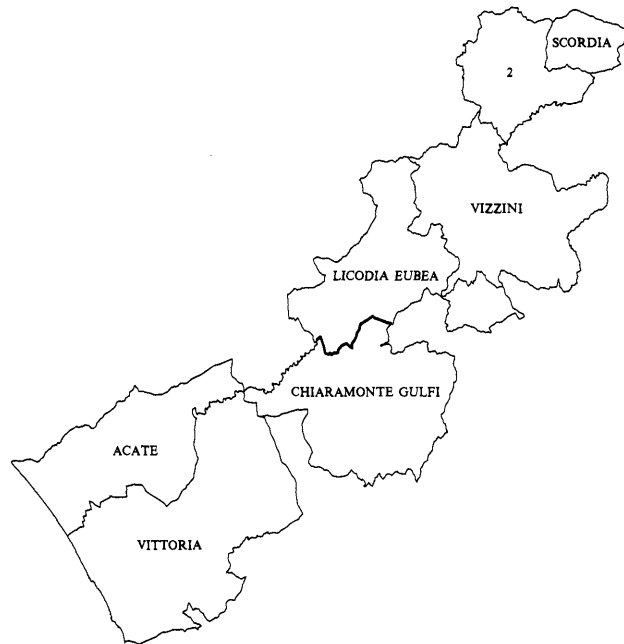 SCORDIA
2
VIZZINI
LICODIA EUBEA
CHIARAMONTE GULFI
ACATE
VITTORIA